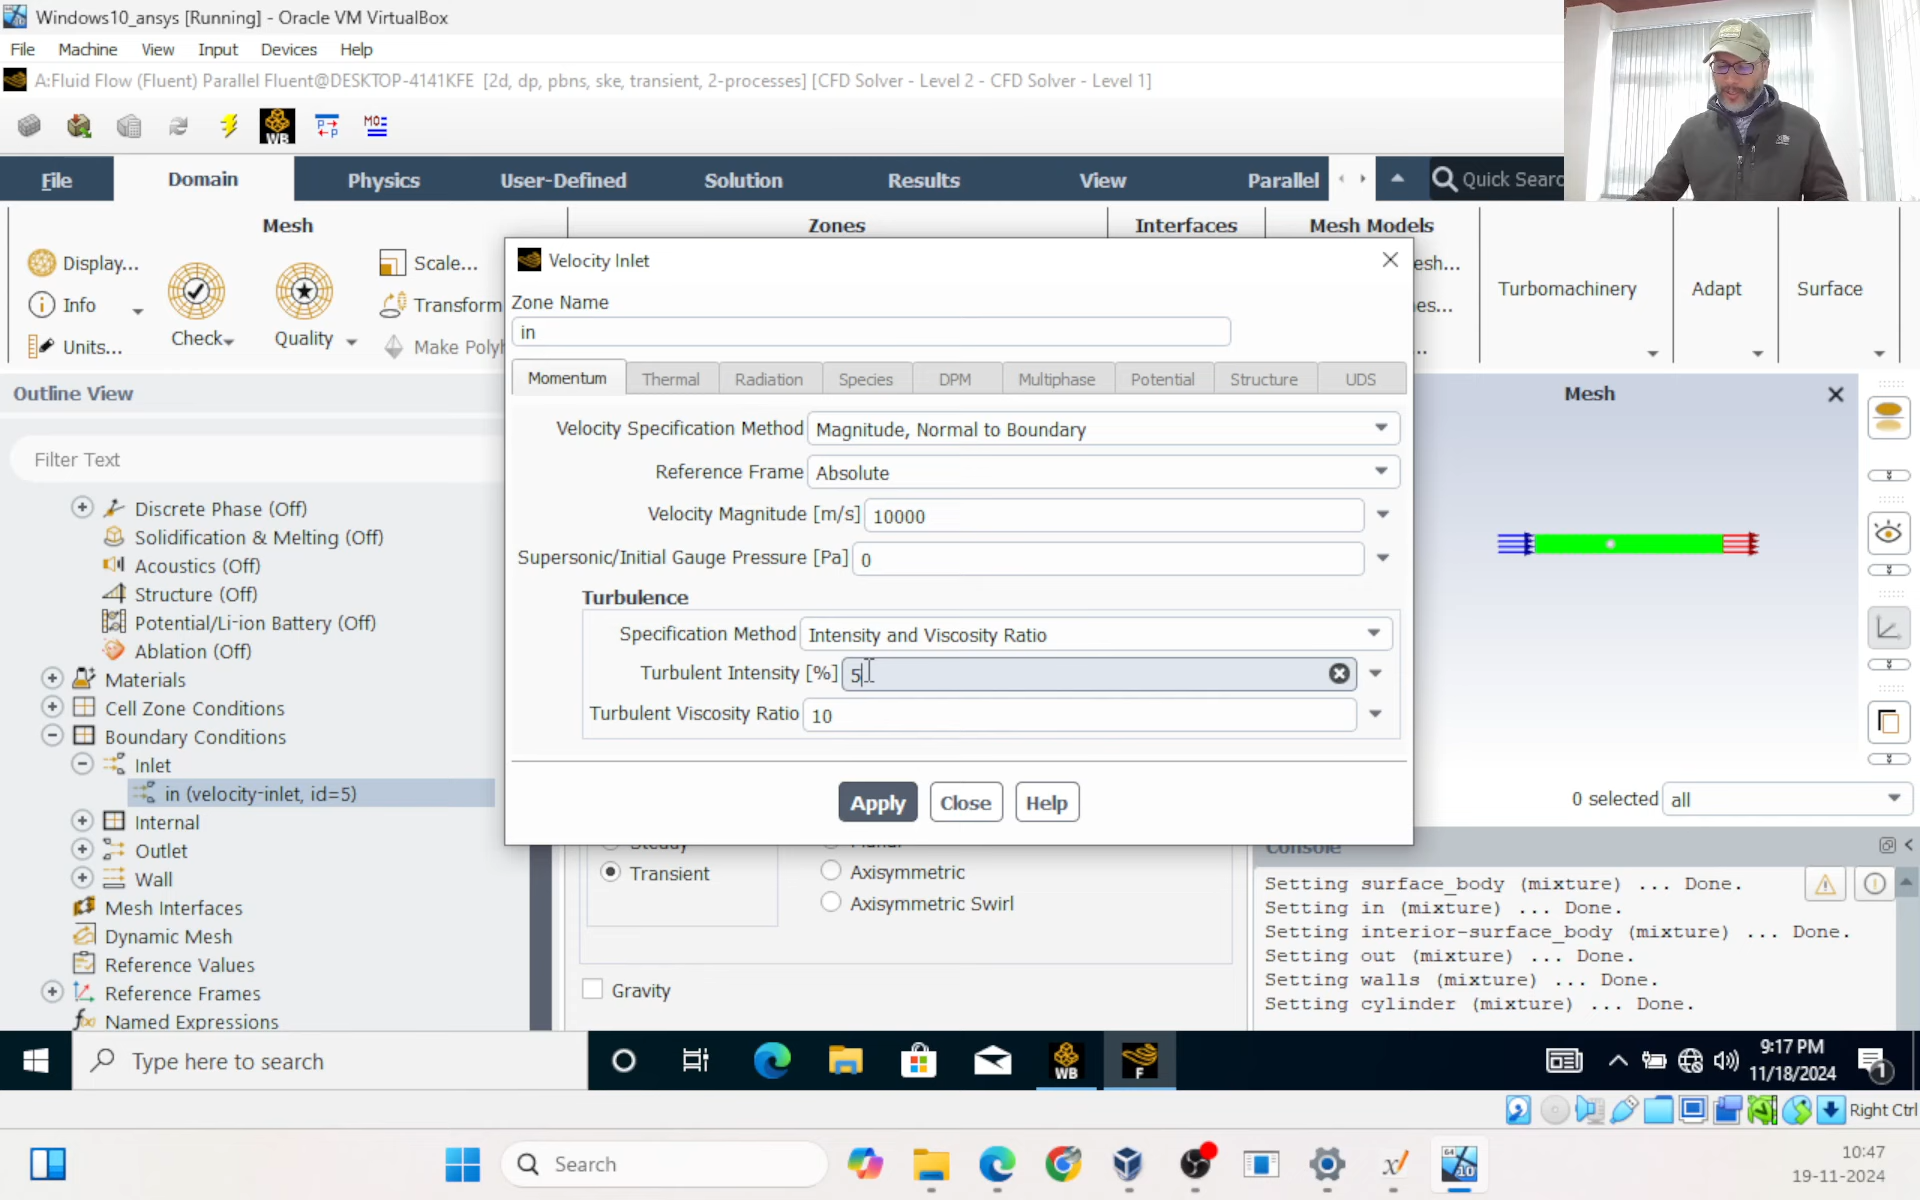 Windows10_ansys [Running] - Oracle VM VirtualBox
File Machine View Input Devices Help
A:Fluid Flow (Fluent) Parallel Fluent@DESKTOP-4141KFE [2d, dp, pbns, ske, transient, 2-processes] [CFD Solver - Level 2 - CFD Solver - Level 1]
WB
File Domain Physics User-Defined Solution Results View Parallel Quick Searc
Mesh Zones Interfaces Mesh Models
Display... Scale... esh...
Info Transform es...
Check Quality
Units... Make Polyh
Turbomachinery Adapt Surface
Velocity Inlet
Zone Name
in
Momentum Thermal Radiation Species DPM Multiphase Potential Structure UDS
Velocity Specification Method Magnitude, Normal to Boundary
Reference Frame Absolute
Velocity Magnitude [m/s] 10000
Supersonic/Initial Gauge Pressure [Pa] 0
Turbulence
Specification Method Intensity and Viscosity Ratio
Turbulent Intensity [%] 5
Turbulent Viscosity Ratio 10
Apply Close Help
Outline View
Filter Text
Discrete Phase (Off)
Solidification & Melting (Off)
Acoustics (Off)
Structure (Off)
Potential/Li-ion Battery (Off)
Ablation (Off)
Materials
Cell Zone Conditions
Boundary Conditions
Inlet
in (velocity-inlet, id=5)
Internal
Outlet
Wall
Mesh Interfaces
Dynamic Mesh
Reference Values
Reference Frames
Named Expressions
Steady Planar
Transient Axisymmetric
Axisymmetric Swirl
Gravity
Mesh
0 selected all
Console
Setting surface_body (mixture) ... Done.
Setting in (mixture) ... Done.
Setting interior-surface_body (mixture) ... Done.
Setting out (mixture) ... Done.
Setting walls (mixture) ... Done.
Setting cylinder (mixture) ... Done.
Type here to search
WB
F
9:17 PM
11/18/2024
1
Right Ctrl
Search
10:47
19-11-2024